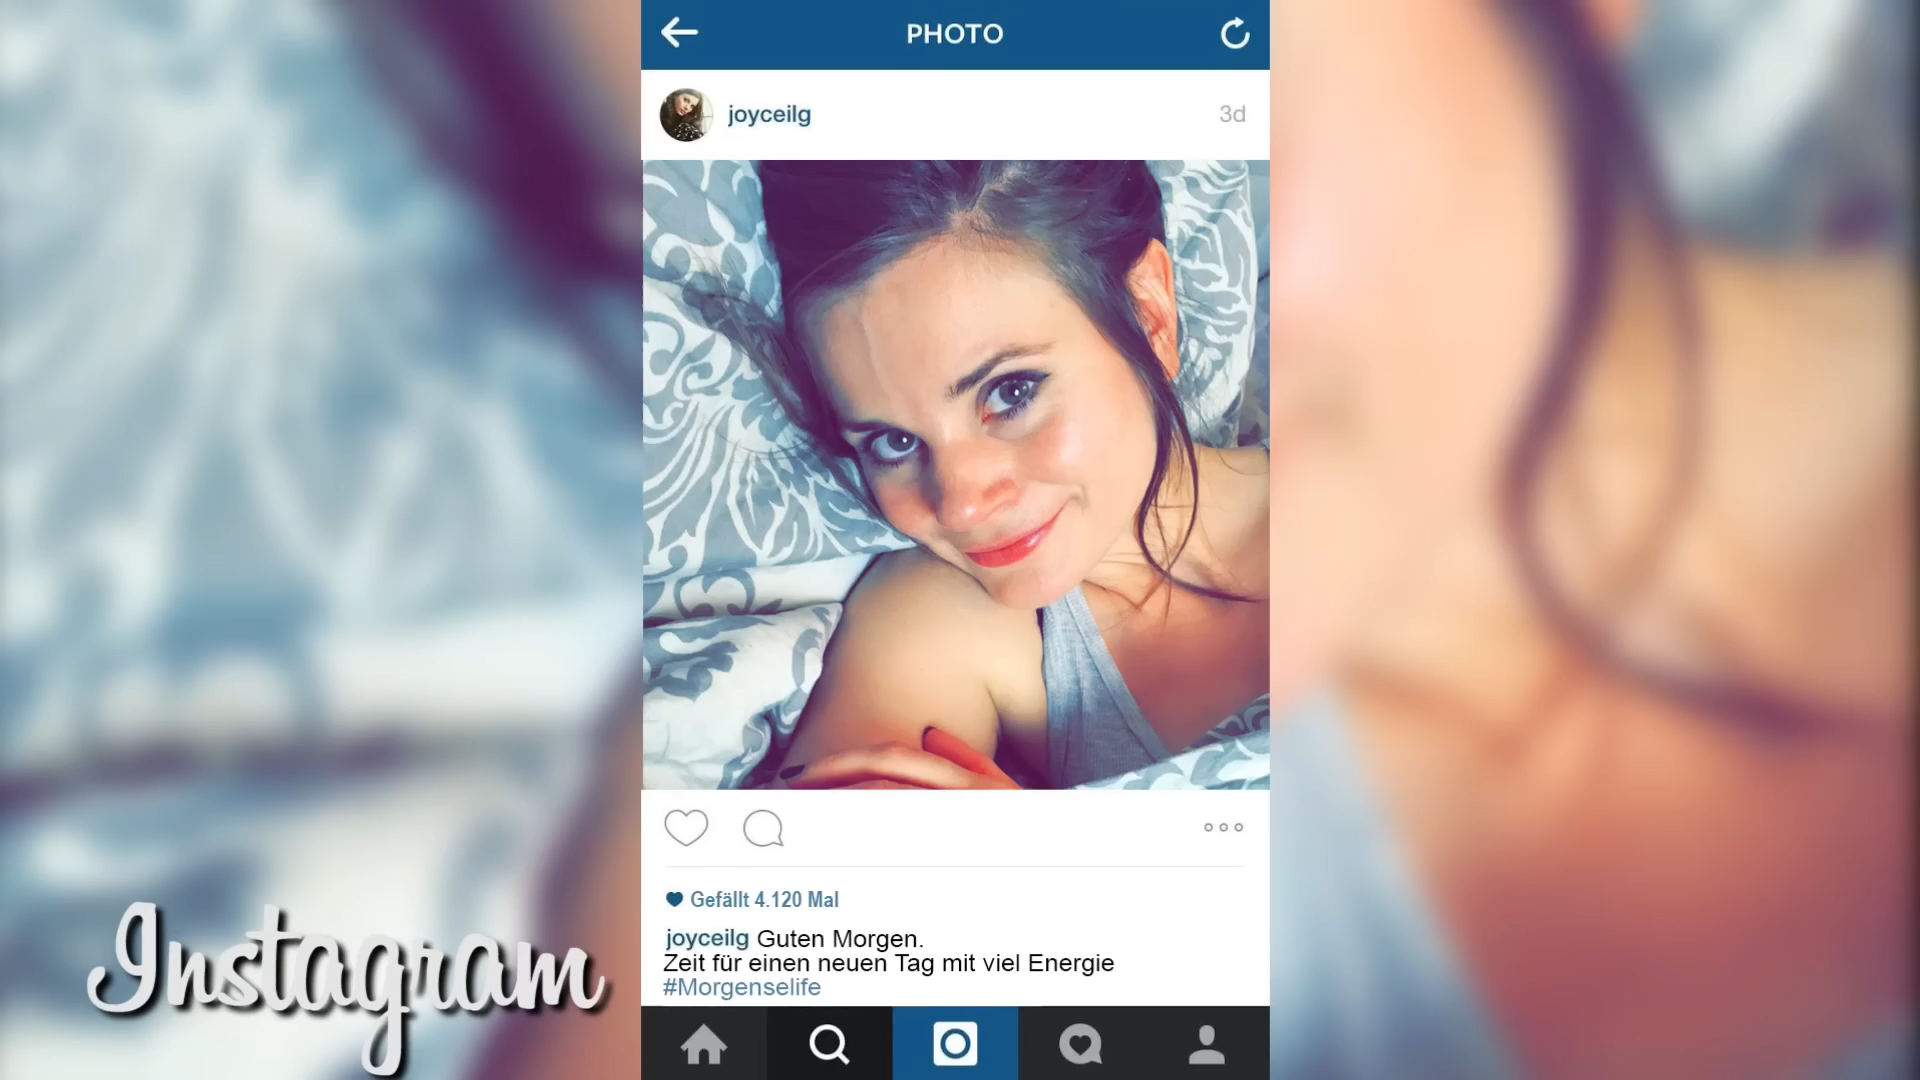 PHOTO
joyceilg
3d
Gefällt 4.120 Mal
joyceilg Guten Morgen.
Zeit für einen neuen Tag mit viel Energie
#Morgenselife
Instagram